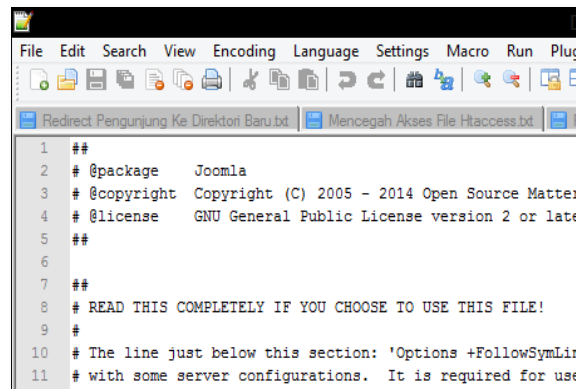 File Edit Search View Encoding Language Settings Macro Run
Redirect Pengunjung Ke Direktori Baru.txt Mencegah Akses File Htaccess.txt
1 ##
2 # @package Joomla
3 # @copyright Copyright (C) 2005 - 2014 Open Source Matter
4 # @license GNU General Public License version 2 or late
5 ##
6
7 ##
8 # READ THIS COMPLETELY IF YOU CHOOSE TO USE THIS FILE!
9 #
10 # The line just below this section: 'Options +FollowSymLin
11 # with some server configurations. It is required for use